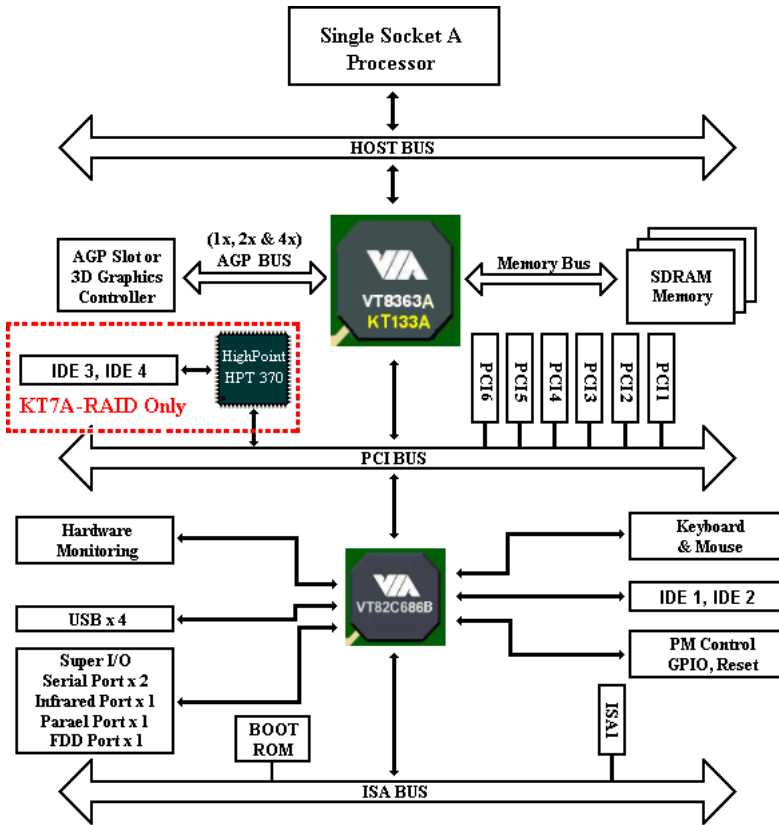 Single Socket A
Processor
HOST BUS
AGP Slot or
3D Graphics
Controller
(1x, 2x & 4x)
AGP BUS
VIA
VT8363A
KT133A
Memory Bus
SDRAM
Memory
IDE 3, IDE 4
HighPoint
HPT 370
KT7A-RAID Only
PCI6
PCI5
PCI4
PCI3
PCI2
PCI1
PCI BUS
Hardware
Monitoring
USB x 4
Super I/O
Serial Port x 2
Infrared Port x 1
Parael Port x 1
FDD Port x 1
VIA
VT82C686B
Keyboard
& Mouse
IDE 1, IDE 2
PM Control
GPIO, Reset
BOOT
ROM
ISA1
ISA BUS